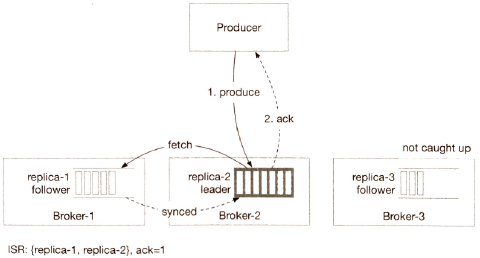 Producer
1. produce
2. ack
fetch
not caught up
replica-1
follower
replica-2
leader
replica-3
follower
synced
Broker-1
Broker-2
Broker-3
ISR: {replica-1, replica-2}, ack=1